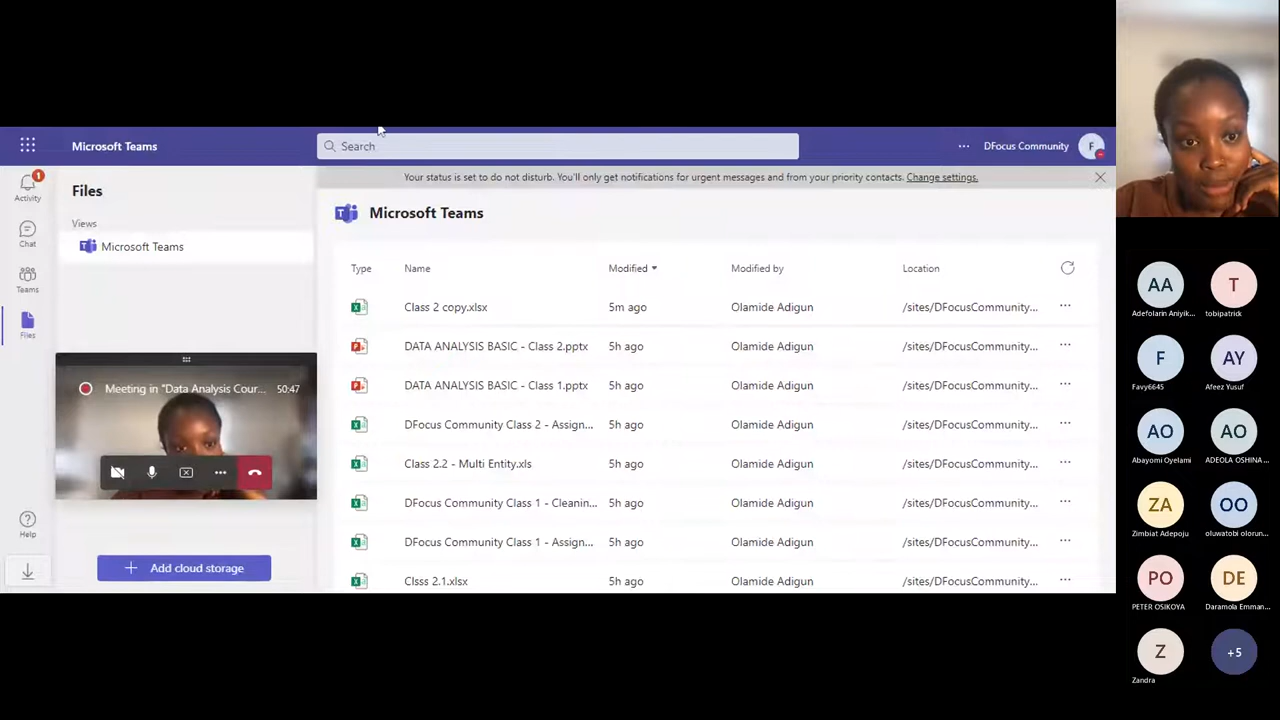 Microsoft Teams
Search
DFocus Community
F
1
Activity
Chat
Teams
Files
Help
Files
Views
Microsoft Teams
Meeting in "Data Analysis Cour...
50:47
Add cloud storage
Your status is set to do not disturb. You'll only get notifications for urgent messages and from your priority contacts. Change settings.
Microsoft Teams
Type Name Modified Modified by Location
Class 2 copy.xlsx 5m ago Olamide Adigun /sites/DFocusCommunity...
DATA ANALYSIS BASIC - Class 2.pptx 5h ago Olamide Adigun /sites/DFocusCommunity...
DATA ANALYSIS BASIC - Class 1.pptx 5h ago Olamide Adigun /sites/DFocusCommunity...
DFocus Community Class 2 - Assign... 5h ago Olamide Adigun /sites/DFocusCommunity...
Class 2.2 - Multi Entity.xls 5h ago Olamide Adigun /sites/DFocusCommunity...
DFocus Community Class 1 - Cleanin... 5h ago Olamide Adigun /sites/DFocusCommunity...
DFocus Community Class 1 - Assign... 5h ago Olamide Adigun /sites/DFocusCommunity...
Clsss 2.1.xlsx 5h ago Olamide Adigun /sites/DFocusCommunity...
AA T
Adefolarin Aniyik... tobipatrick
F AY
Favy6645 Afeez Yusuf
AO AO
Abayomi Oyelami ADEOLA OSHINA ...
ZA OO
Zimbiat Adepoju oluwatobi olorun...
PO DE
PETER OSIKOYA Daramola Emman...
Z +5
Zandra